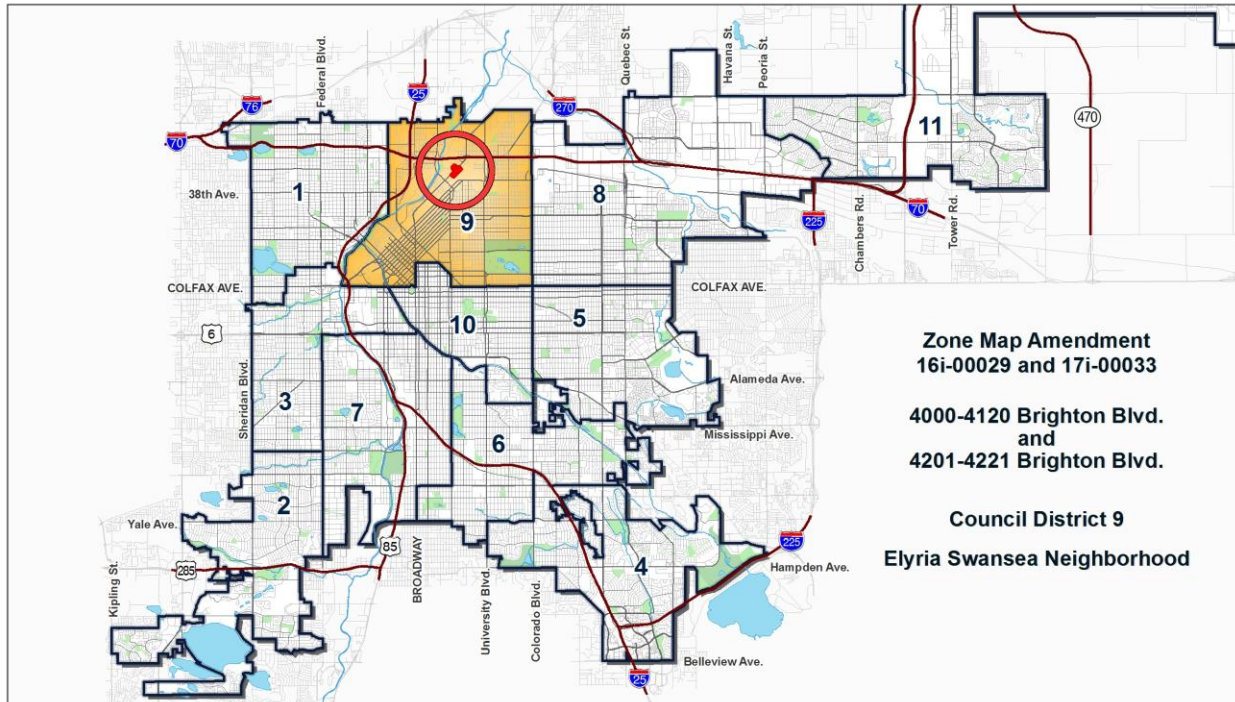 Federal Blvd.
Quebec St.
Havana St.
Peoria St.
76
25
270
70
470
11
38th Ave.
1
8
9
225
Chambers Rd.
70
Tower Rd.
COLFAX AVE.
COLFAX AVE.
6
10
5
Zone Map Amendment
16i-00029 and 17i-00033
Alameda Ave.
Sheridan Blvd.
3
7
4000-4120 Brighton Blvd.
and
4201-4221 Brighton Blvd.
Mississippi Ave.
6
2
Yale Ave.
Council District 9
Elyria Swansea Neighborhood
85
225
285
4
Hampden Ave.
Kipling St.
BROADWAY
University Blvd.
Colorado Blvd.
Belleview Ave.
25